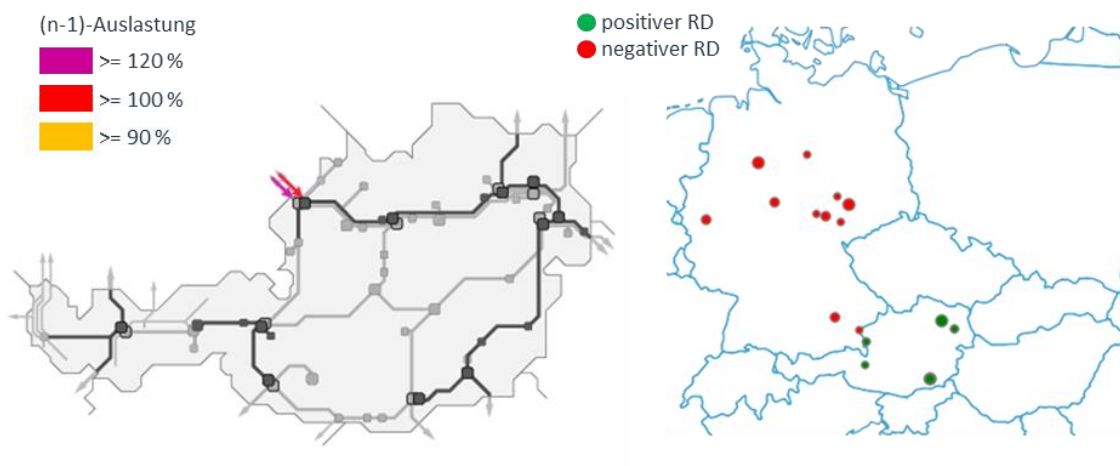 (n-1)-Auslastung
>= 120 %
>= 100 %
>= 90 %
positiver RD
negativer RD